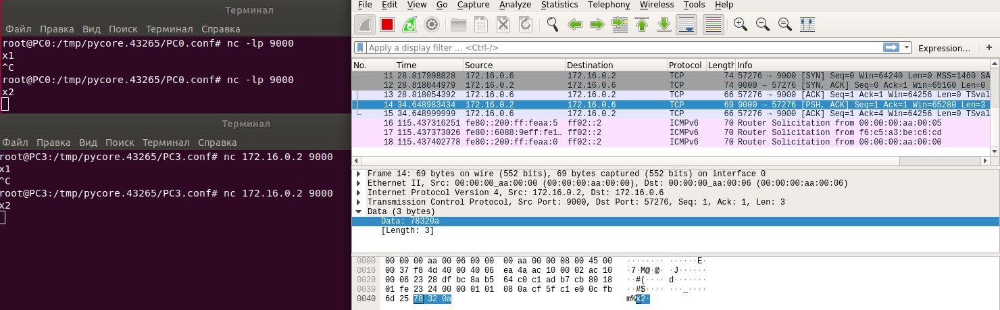 Терминал
Файл Правка Вид Поиск Терминал Справка
root@PC0:/tmp/pycore.43265/PC0.conf# nc -lp 9000
x1
^C
root@PC0:/tmp/pycore.43265/PC0.conf# nc -lp 9000
x2
Терминал
Файл Правка Вид Поиск Терминал Справка
root@PC3:/tmp/pycore.43265/PC3.conf# nc 172.16.0.2 9000
x1
^C
root@PC3:/tmp/pycore.43265/PC3.conf# nc 172.16.0.2 9000
x2
File Edit View Go Capture Analyze Statistics Telephony Wireless Tools Help
Apply a display filter … <Ctrl-/> Expression… +
No. Time Source Destination Protocol Length Info
11 28.817998828 172.16.0.6 172.16.0.2 TCP 74 57276 → 9000 [SYN] Seq=0 Win=64240 Len=0 MSS=1460 SA
12 28.818044979 172.16.0.2 172.16.0.6 TCP 74 9000 → 57276 [SYN, ACK] Seq=0 Ack=1 Win=65160 Len=0
13 28.818054392 172.16.0.6 172.16.0.2 TCP 66 57276 → 9000 [ACK] Seq=1 Ack=1 Win=64256 Len=0 TSval
14 34.648983434 172.16.0.2 172.16.0.6 TCP 69 9000 → 57276 [PSH, ACK] Seq=1 Ack=1 Win=65280 Len=3
15 34.648999999 172.16.0.6 172.16.0.2 TCP 66 57276 → 9000 [ACK] Seq=1 Ack=4 Win=64256 Len=0 TSval
16 115.437316251 fe80::200:ff:feaa:5 ff02::2 ICMPv6 70 Router Solicitation from 00:00:00:aa:00:05
17 115.437373026 fe80::6088:9eff:fe1… ff02::2 ICMPv6 70 Router Solicitation from f6:c5:a3:be:c6:cd
18 115.437402778 fe80::200:ff:feaa:0 ff02::2 ICMPv6 70 Router Solicitation from 00:00:00:aa:00:00
Frame 14: 69 bytes on wire (552 bits), 69 bytes captured (552 bits) on interface 0
Ethernet II, Src: 00:00:00_aa:00:00 (00:00:00:aa:00:00), Dst: 00:00:00_aa:00:06 (00:00:00:aa:00:06)
Internet Protocol Version 4, Src: 172.16.0.2, Dst: 172.16.0.6
Transmission Control Protocol, Src Port: 9000, Dst Port: 57276, Seq: 1, Ack: 1, Len: 3
Data (3 bytes)
Data: 78320a
[Length: 3]
0000 00 00 00 aa 00 06 00 00 00 aa 00 00 08 00 45 00 ········ ······E·
0010 00 37 f8 4d 40 00 40 06 ea 4a ac 10 00 02 ac 10 ·7·M@·@· ·J······
0020 00 06 23 28 df bc 8a b5 64 c0 c1 ad b7 cb 80 18 ··#(···· d·······
0030 01 fe 23 24 00 00 01 01 08 0a cf 5f c1 e0 0c fb ··#$···· ···_····
0040 6d 25 78 32 0a m%x2·